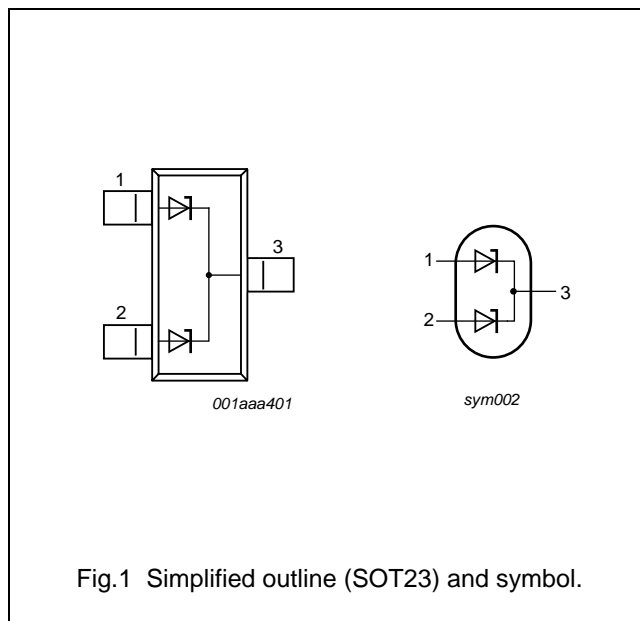 1
3
2
001aaa401
1
3
2
sym002
Fig.1 Simplified outline (SOT23) and symbol.